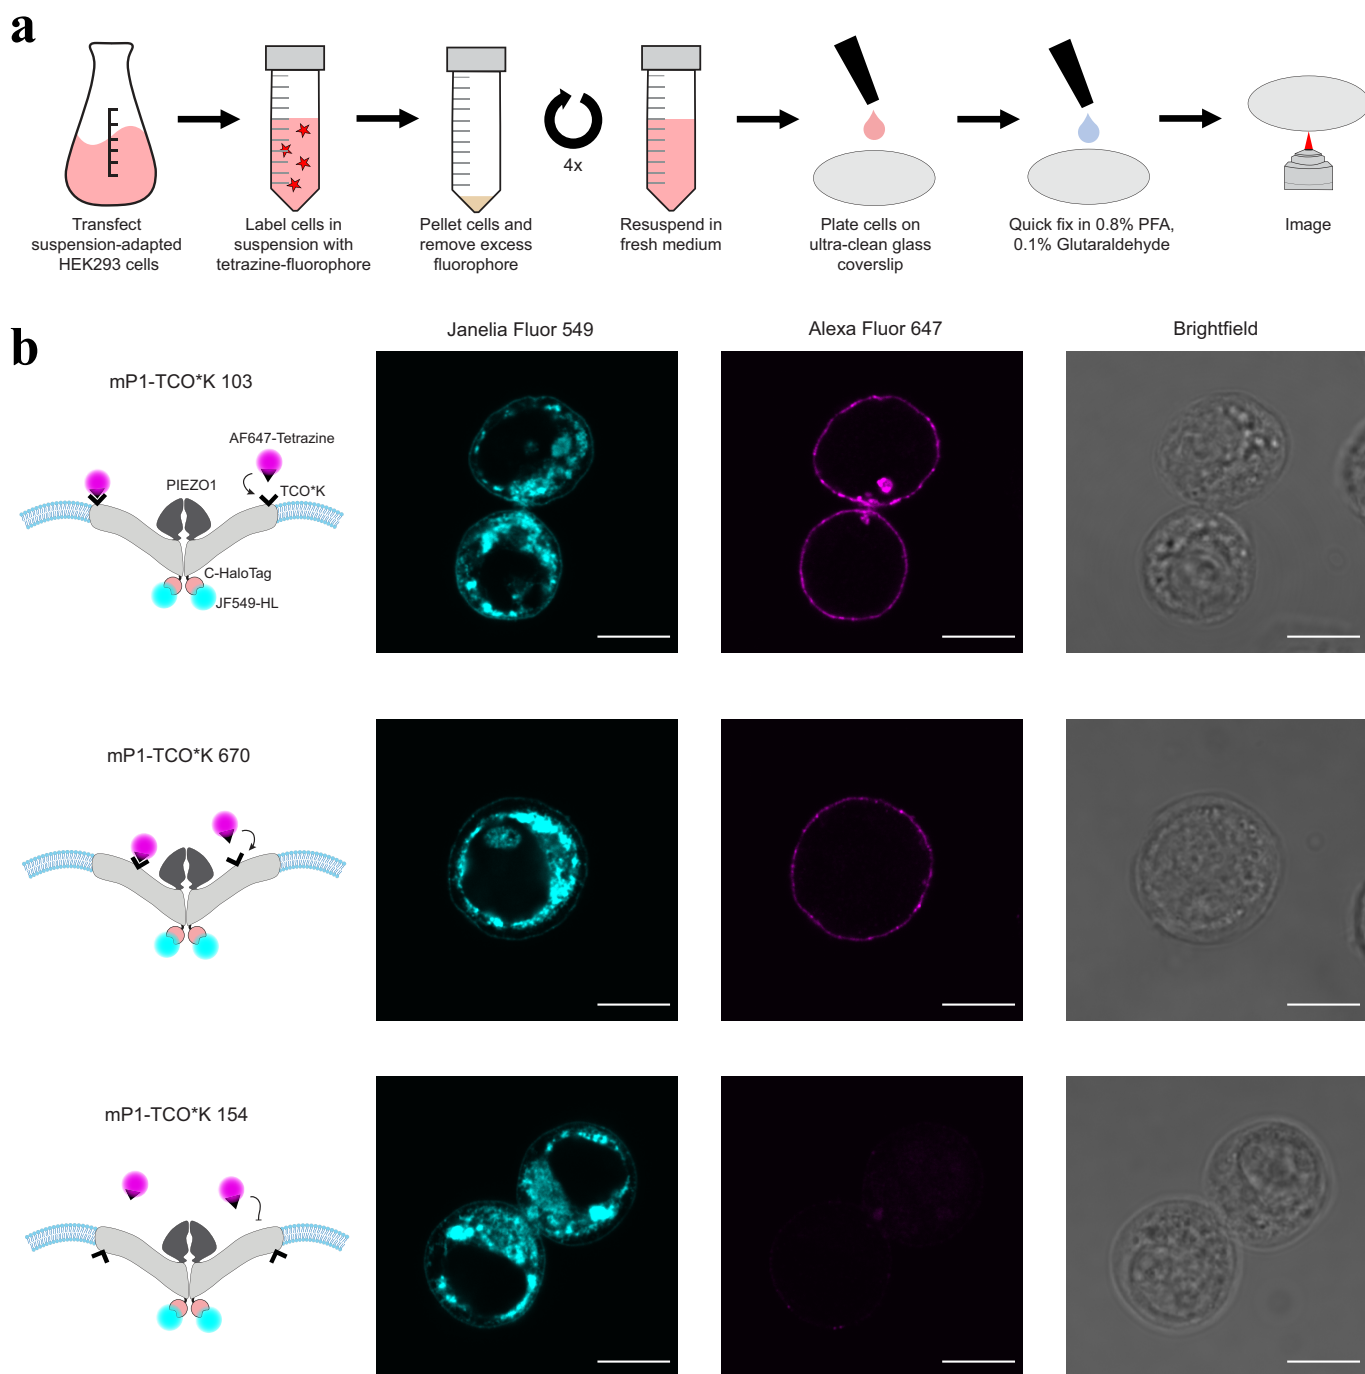 a
4x
Transfect
suspension-adapted
HEK293 cells
Label cells in
suspension with
tetrazine-fluorophore
Pellet cells and
remove excess
fluorophore
Resuspend in
fresh medium
Plate cells on
ultra-clean glass
coverslip
Quick fix in 0.8% PFA,
0.1% Glutaraldehyde
Image
b
Janelia Fluor 549
Alexa Fluor 647
Brightfield
mP1-TCO*K 103
AF647-Tetrazine
PIEZO1
TCO*K
C-HaloTag
JF549-HL
mP1-TCO*K 670
mP1-TCO*K 154